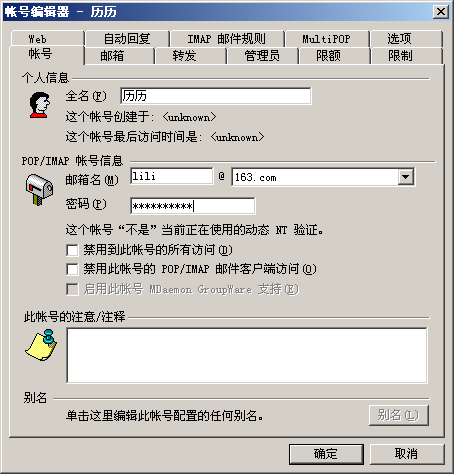 帐号编辑器 - 历历
Web 自动回复 IMAP 邮件规则 MultiPOP 选项
帐号 邮箱 转发 管理员 限额 限制
个人信息
全名(F) 历历
这个帐号创建于: <unknown>
这个帐号最后访问时间是: <unknown>
POP/IMAP 帐号信息
邮箱名(M) lili @ 163.com
密码(P) **********
这个帐号“不是”当前正在使用的动态 NT 验证。
禁用到此帐号的所有访问(D)
禁用此帐号的 POP/IMAP 邮件客户端访问(Q)
启用此帐号 MDaemon GroupWare 支持(E)
此帐号的注意/注释
别名
单击这里编辑此帐号配置的任何别名。 别名(L)
确定 取消